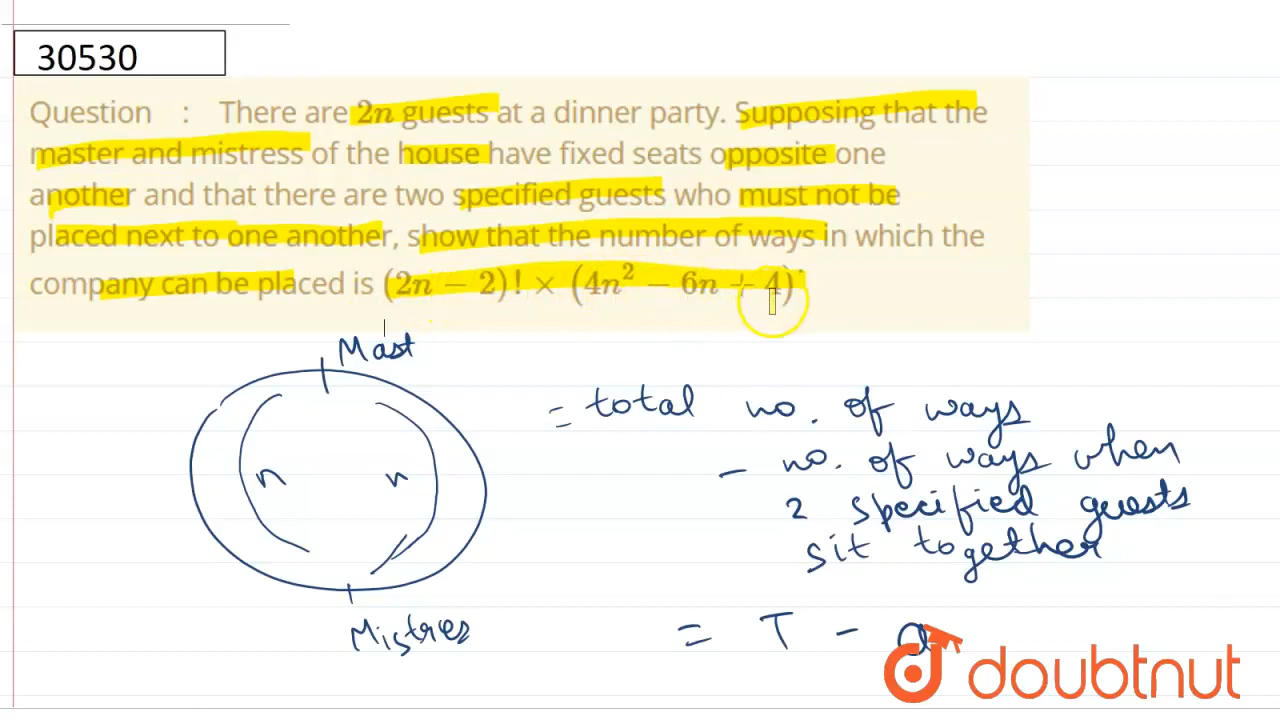 30530
Question : There are 2n guests at a dinner party. Supposing that the
master and mistress of the house have fixed seats opposite one
another and that there are two specified guests who must not be
placed next to one another, show that the number of ways in which the
company can be placed is (2n − 2)! × (4n² − 6n + 4)
Mast
= total no. of ways
− no. of ways when
2 specified guests
sit together
n n
Mistres
= T − a
doubtnut